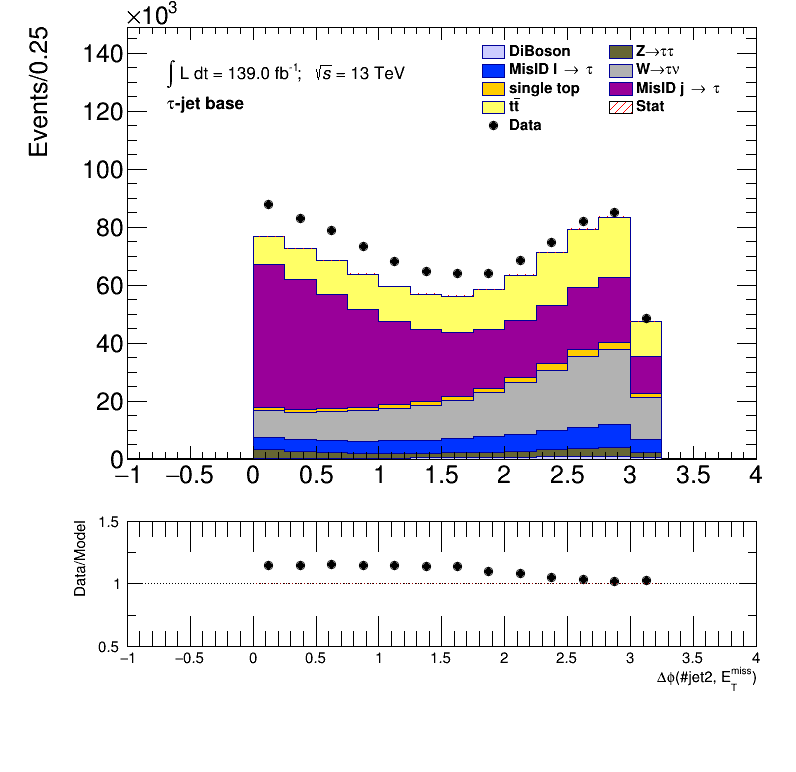 ×10³
Events/0.25
140
120
100
80
60
40
20
0
∫ L dt = 139.0 fb⁻¹; √s = 13 TeV
τ-jet base
DiBoson
MisID l → τ
single top
tt̄
Data
Z→ττ
W→τν
MisID j → τ
Stat
−1 −0.5 0 0.5 1 1.5 2 2.5 3 3.5 4
Data/Model
1.5
1
0.5
−1 −0.5 0 0.5 1 1.5 2 2.5 3 3.5 4
Δϕ(#jet2, E_T^miss)